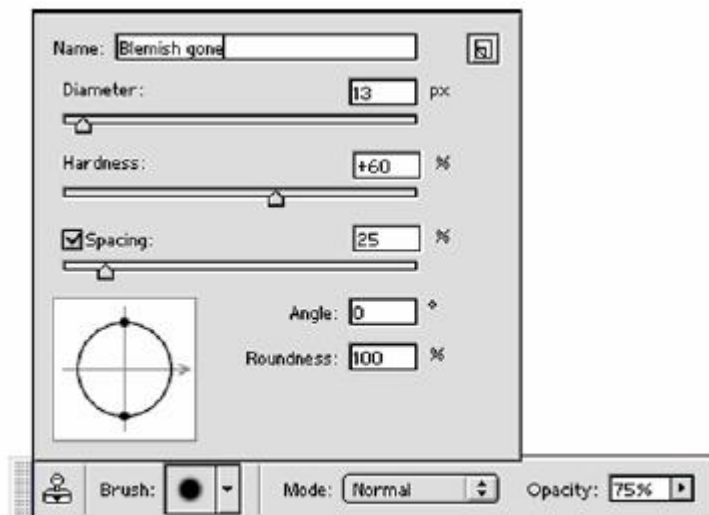 Name: Blemish gone
Diameter: 13 px
Hardness: +60 %
Spacing: 25 %
Angle: 0 °
Roundness: 100 %
Brush: Mode: Normal Opacity: 75%